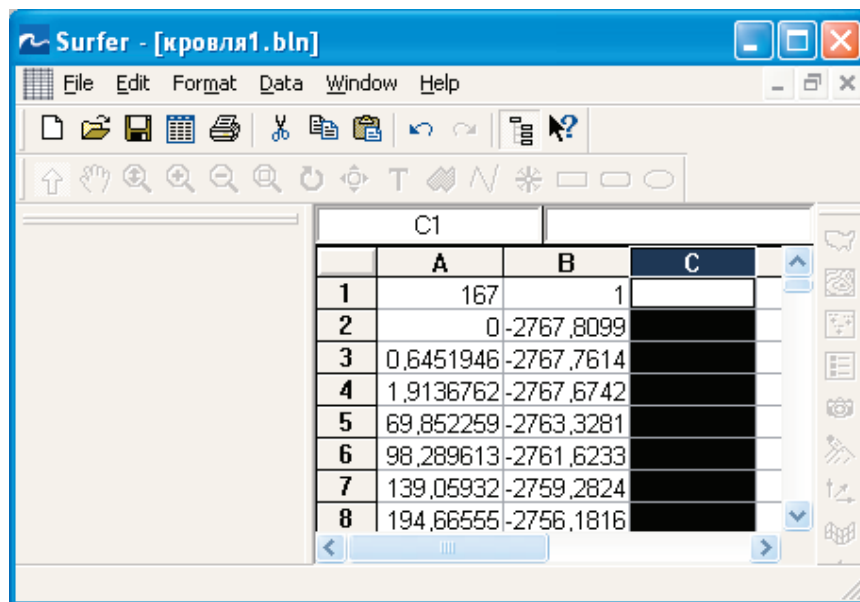 Surfer - [кровля1.bln]
File Edit Format Data Window Help
C1
A B C
1 167 1
2 0 -2767,8099
3 0,6451946 -2767,7614
4 1,9136762 -2767,6742
5 69,852259 -2763,3281
6 98,289613 -2761,6233
7 139,05932 -2759,2824
8 194,66555 -2756,1816